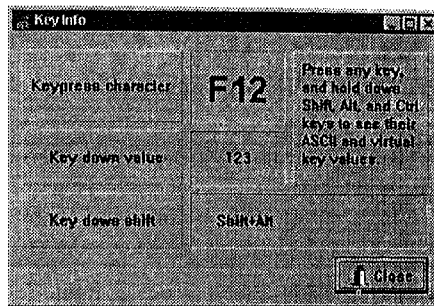 Key Info
Keypress character
F12
Press any key,
and hold down
Shift, Alt, and Ctrl
keys to see their
ASCII and virtual
key values.
Key down value
123
Key down shift
Shift+Alt
Close